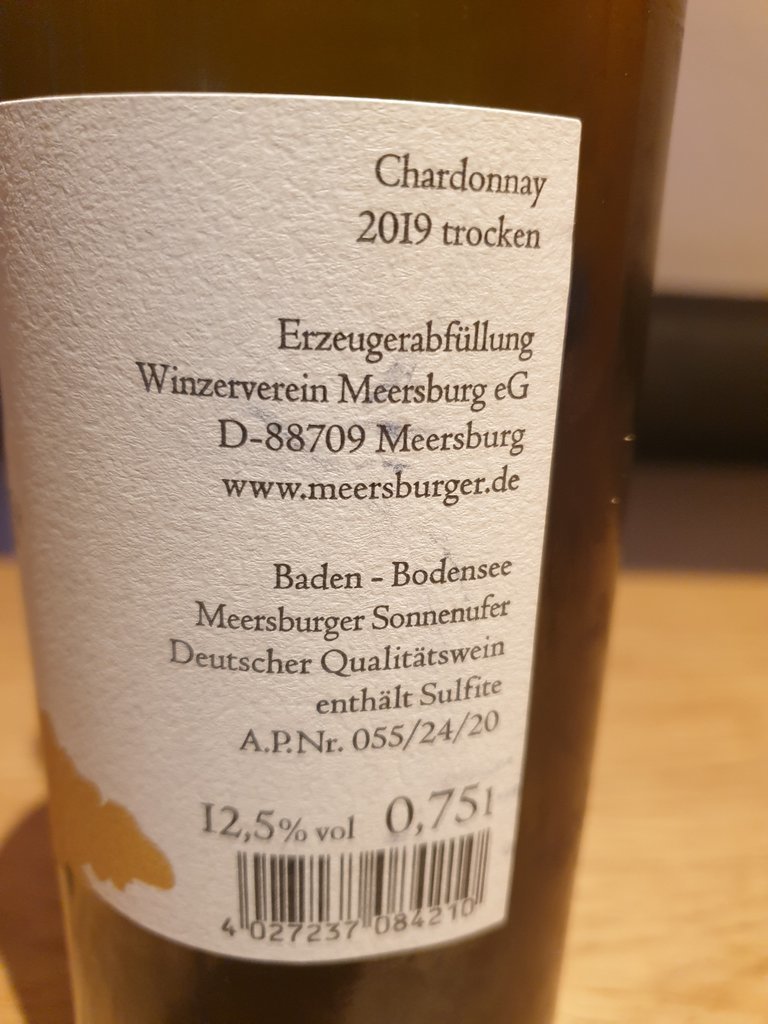 Chardonnay
2019 trocken
Erzeugerabfüllung
Winzerverein Meersburg eG
D-88709 Meersburg
www.meersburger.de
Baden - Bodensee
Meersburger Sonnenufer
Deutscher Qualitätswein
enthält Sulfite
A.P.Nr. 055/24/20
12,5% vol 0,75l
4 027237 084210